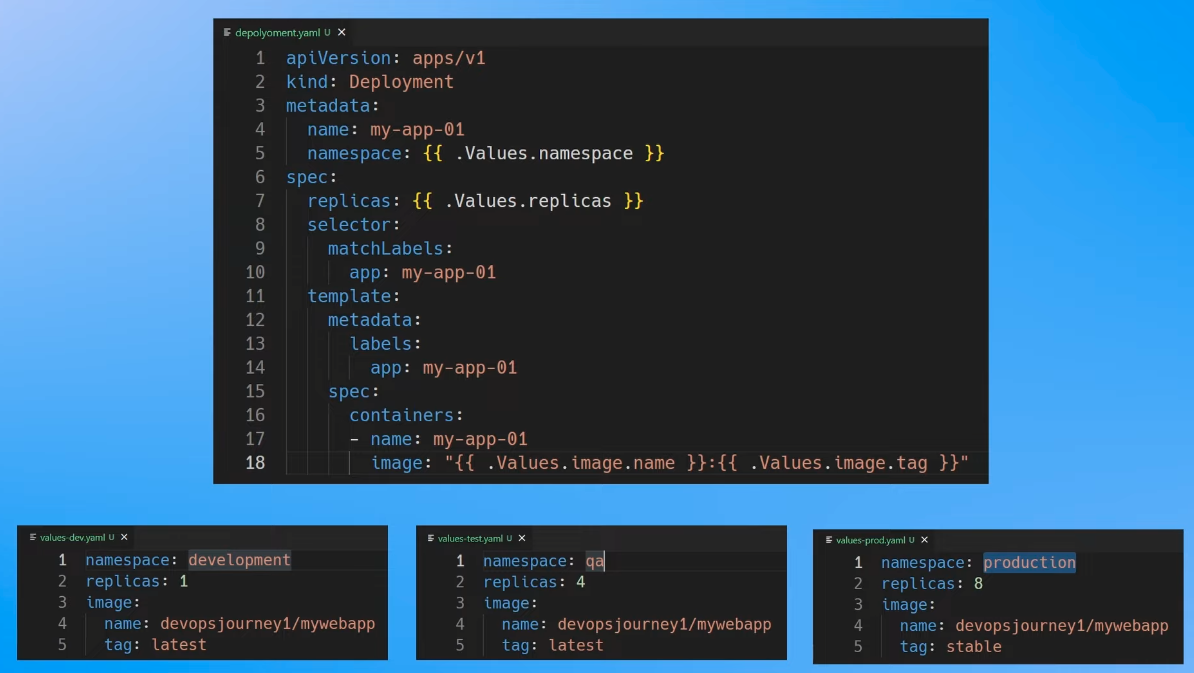 depolyoment.yaml U ×
1 apiVersion: apps/v1
2 kind: Deployment
3 metadata:
4   name: my-app-01
5   namespace: {{ .Values.namespace }}
6 spec:
7   replicas: {{ .Values.replicas }}
8   selector:
9     matchLabels:
10       app: my-app-01
11   template:
12     metadata:
13       labels:
14         app: my-app-01
15     spec:
16       containers:
17       - name: my-app-01
18         image: "{{ .Values.image.name }}:{{ .Values.image.tag }}"
values-dev.yaml U ×
1 namespace: development
2 replicas: 1
3 image:
4   name: devopsjourney1/mywebapp
5   tag: latest
values-test.yaml U ×
1 namespace: qa
2 replicas: 4
3 image:
4   name: devopsjourney1/mywebapp
5   tag: latest
values-prod.yaml U ×
1 namespace: production
2 replicas: 8
3 image:
4   name: devopsjourney1/mywebapp
5   tag: stable